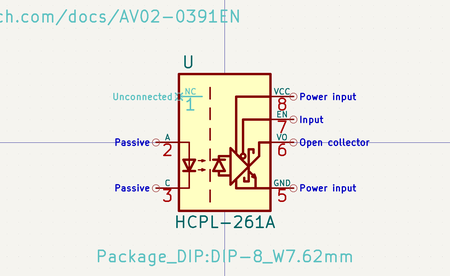 ch.com/docs/AV02-0391EN
U
Unconnected NC VCC Power input
1 8
EN Input
7
Passive A VO Open collector
2 6
Passive C GND Power input
3 5
HCPL-261A
Package_DIP:DIP-8_W7.62mm